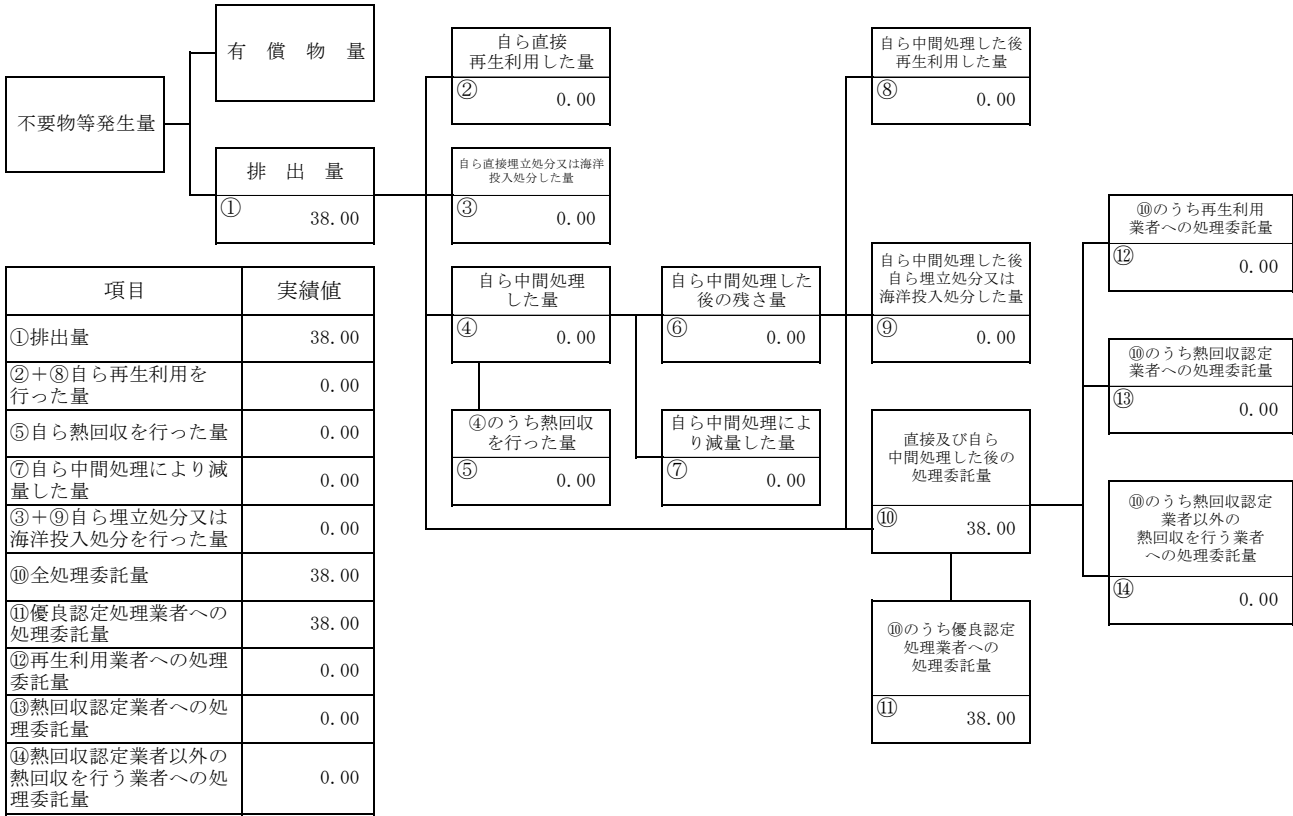 有 償 物 量
不要物等発生量
排 出 量
① 38.00
自ら直接
再生利用した量
② 0.00
自ら直接埋立処分又は海洋
投入処分した量
③ 0.00
自ら中間処理した後
再生利用した量
⑧ 0.00
項目 実績値
①排出量 38.00
②+⑧自ら再生利用を
行った量 0.00
⑤自ら熱回収を行った量 0.00
⑦自ら中間処理により減
量した量 0.00
③+⑨自ら埋立処分又は
海洋投入処分を行った量 0.00
⑩全処理委託量 38.00
⑪優良認定処理業者への
処理委託量 38.00
⑫再生利用業者への処理
委託量 0.00
⑬熱回収認定業者への処
理委託量 0.00
⑭熱回収認定業者以外の
熱回収を行う業者への処
理委託量 0.00
自ら中間処理
した量
④ 0.00
④のうち熱回収
を行った量
⑤ 0.00
自ら中間処理した
後の残さ量
⑥ 0.00
自ら中間処理によ
り減量した量
⑦ 0.00
自ら中間処理した後
自ら埋立処分又は
海洋投入処分した量
⑨ 0.00
直接及び自ら
中間処理した後の
処理委託量
⑩ 38.00
⑩のうち優良認定
処理業者への
処理委託量
⑪ 38.00
⑩のうち再生利用
業者への処理委託量
⑫ 0.00
⑩のうち熱回収認定
業者への処理委託量
⑬ 0.00
⑩のうち熱回収認定
業者以外の
熱回収を行う業者
への処理委託量
⑭ 0.00